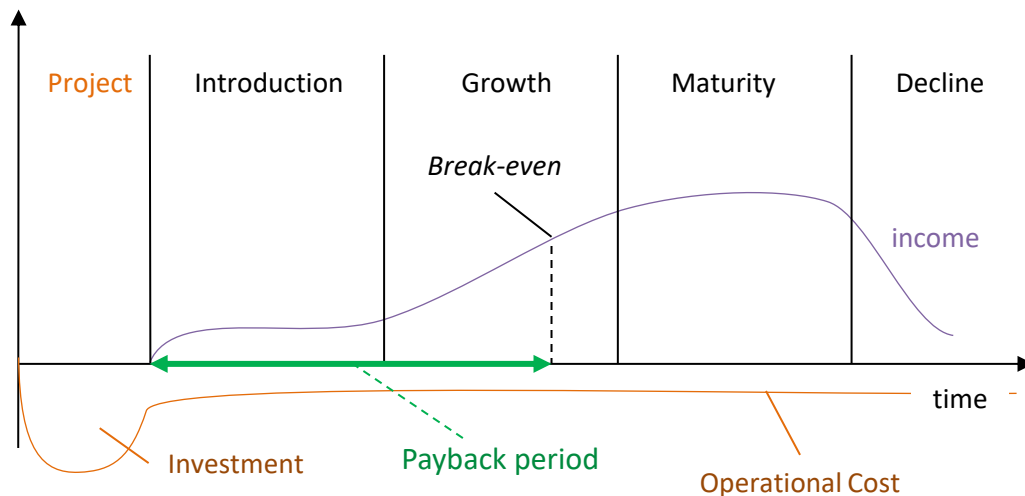 Project
Introduction
Growth
Maturity
Decline
Break-even
income
time
Investment
Payback period
Operational Cost